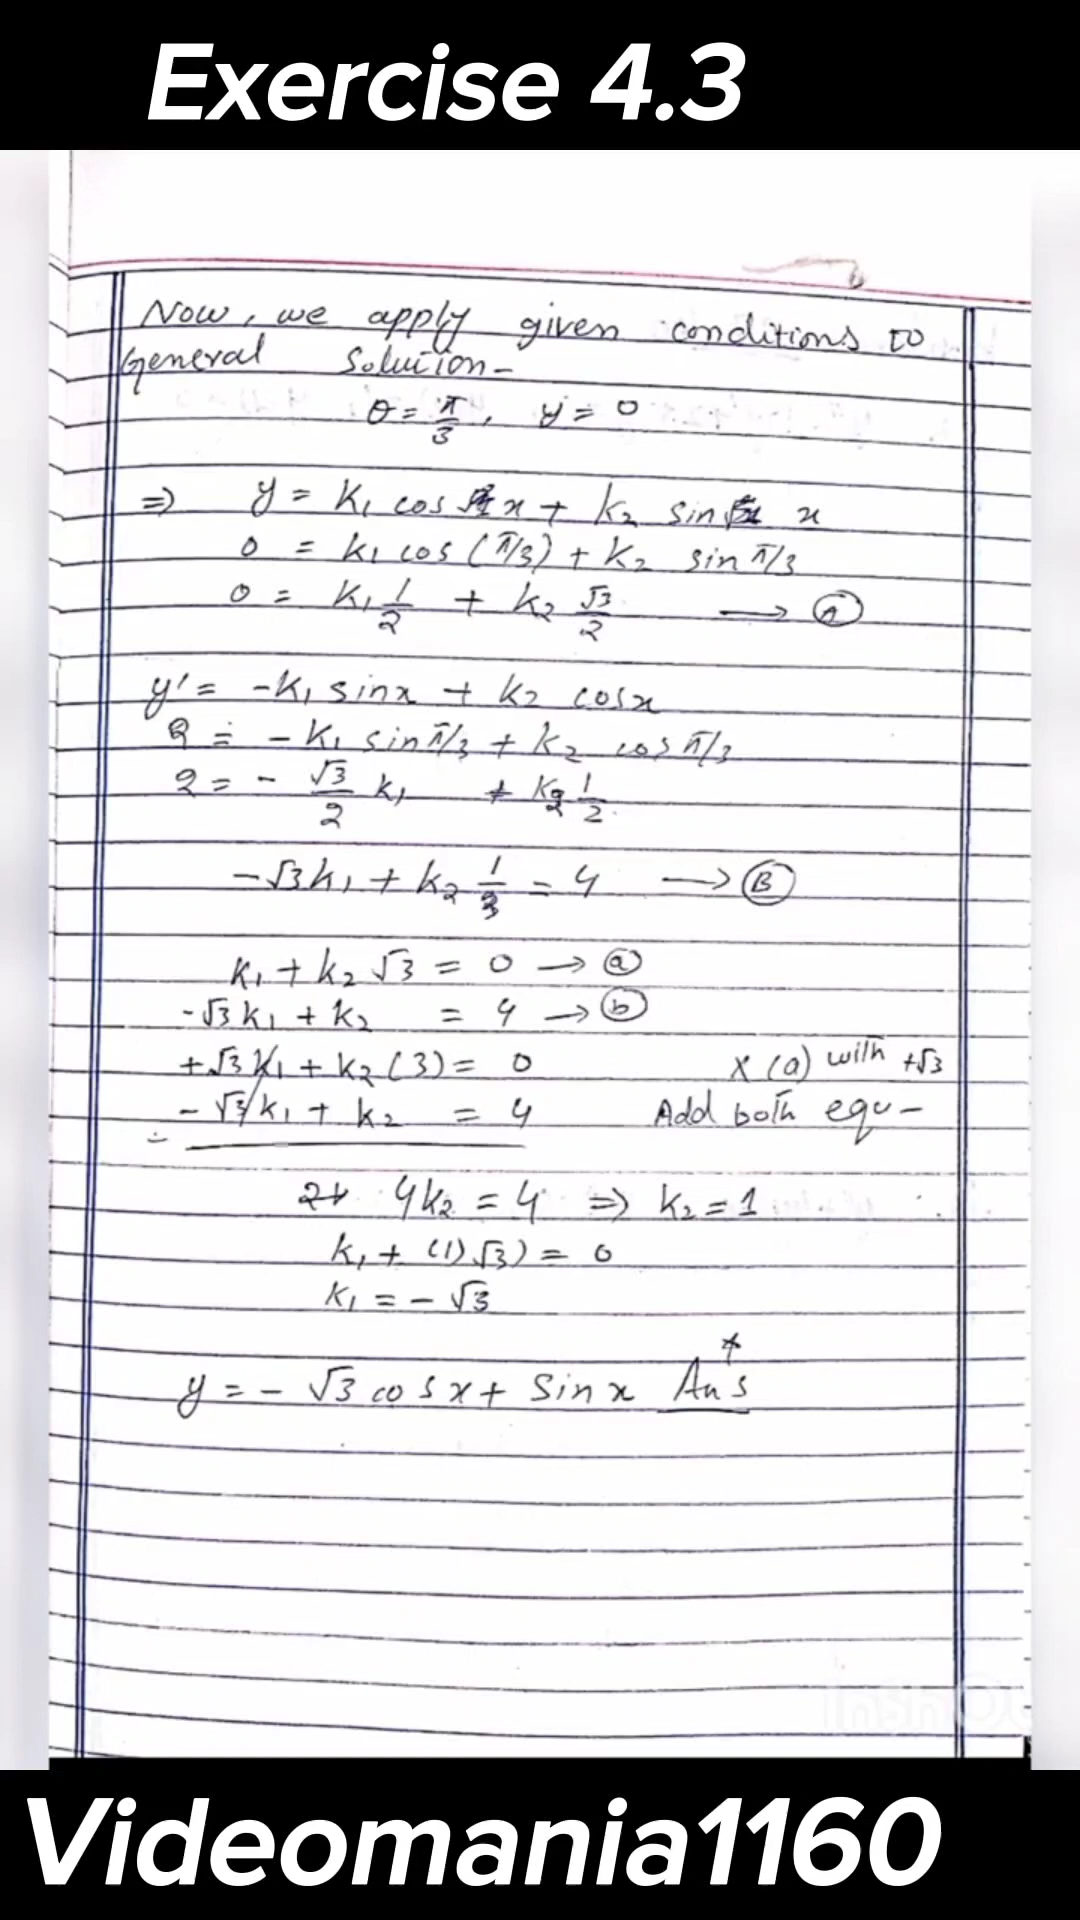 Exercise 4.3
Now, we apply given conditions to
General Solution-
θ = π/3, y = 0
⇒ y = K₁ cos x + K₂ sin x
0 = K₁ cos (π/3) + K₂ sin π/3
0 = K₁ 1/2 + K₂ √3/2 → (A)
y' = -K₁ sinx + K₂ cosx
2 = -K₁ sin π/3 + K₂ cos π/3
2 = - √3/2 K₁ + K₂ 1/2
-√3 K₁ + K₂ = 4 → (B)
K₁ + K₂ √3 = 0 → (a)
-√3 K₁ + K₂ = 4 → (b)
+√3 K₁ + K₂ (3) = 0 X (a) with +√3
-√3 K₁ + K₂ = 4 Add both equ-
4K₂ = 4 ⇒ K₂ = 1
K₁ + (1)√3) = 0
K₁ = - √3
y = - √3 cosx + Sinx Ans
Videomania1160